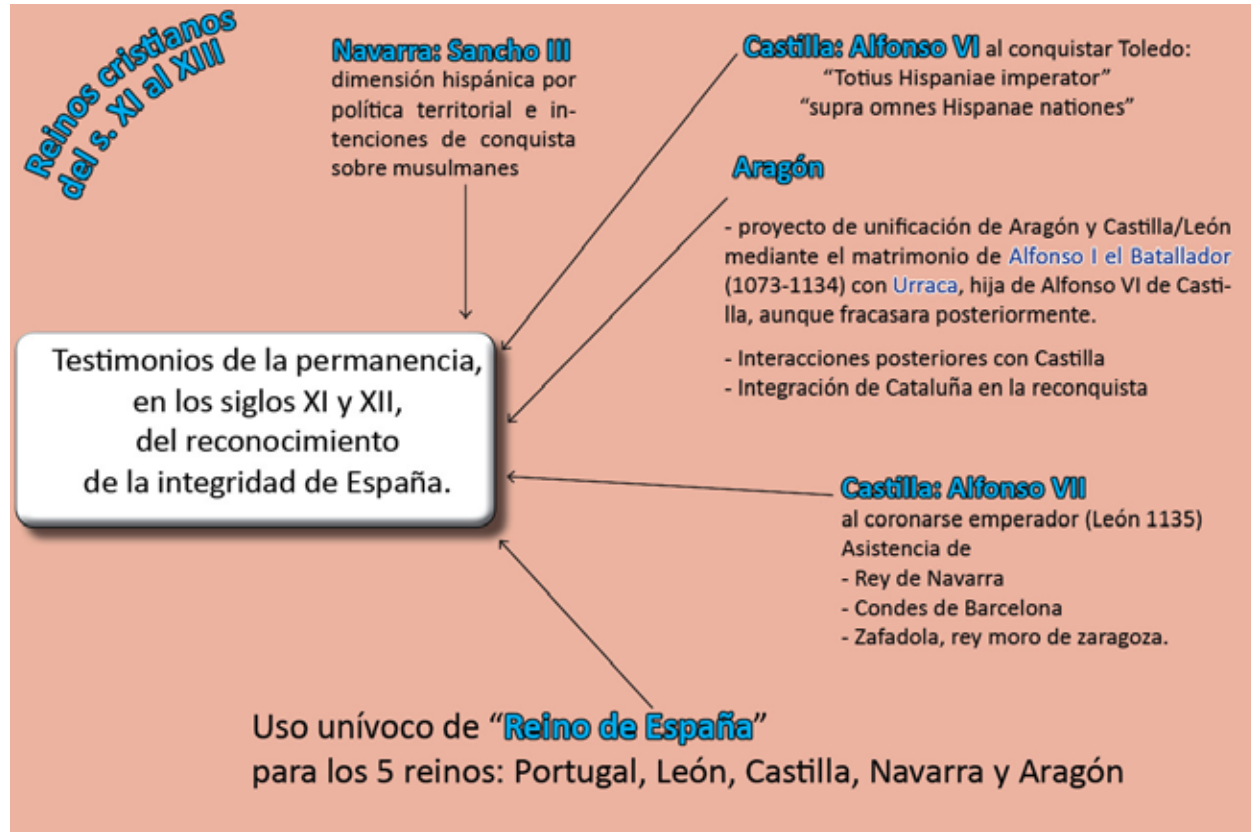 Reinos cristianos
del s. XI al XIII
Navarra: Sancho III
dimensión hispánica por
política territorial e in-
tenciones de conquista
sobre musulmanes
Castilla: Alfonso VI al conquistar Toledo:
“Totius Hispaniae imperator”
“supra omnes Hispanae nationes”
Aragón
- proyecto de unificación de Aragón y Castilla/León
mediante el matrimonio de Alfonso I el Batallador
(1073-1134) con Urraca, hija de Alfonso VI de Casti-
lla, aunque fracasara posteriormente.
- Interacciones posteriores con Castilla
- Integración de Cataluña en la reconquista
Testimonios de la permanencia,
en los siglos XI y XII,
del reconocimiento
de la integridad de España.
Castilla: Alfonso VII
al coronarse emperador (León 1135)
Asistencia de
- Rey de Navarra
- Condes de Barcelona
- Zafadola, rey moro de zaragoza.
Uso unívoco de “Reino de España”
para los 5 reinos: Portugal, León, Castilla, Navarra y Aragón